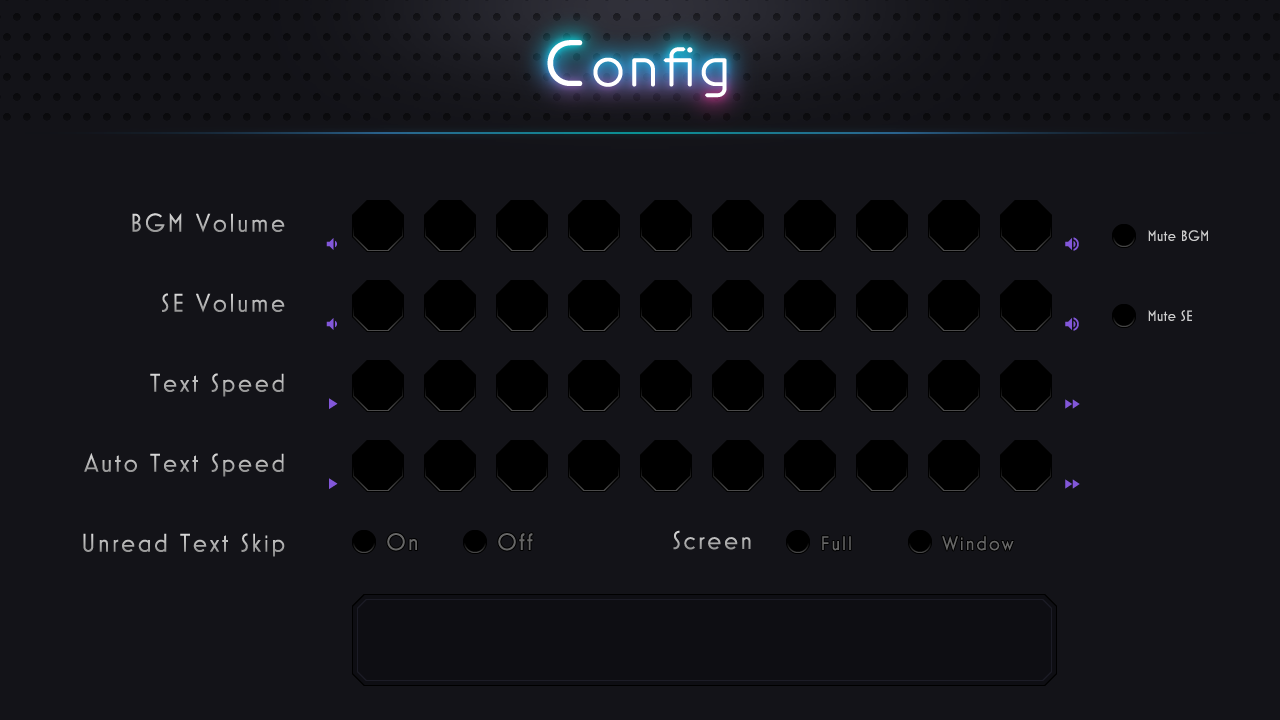 Config
BGM Volume
Mute BGM
SE Volume
Mute SE
Text Speed
Auto Text Speed
Unread Text Skip On Off Screen Full Window